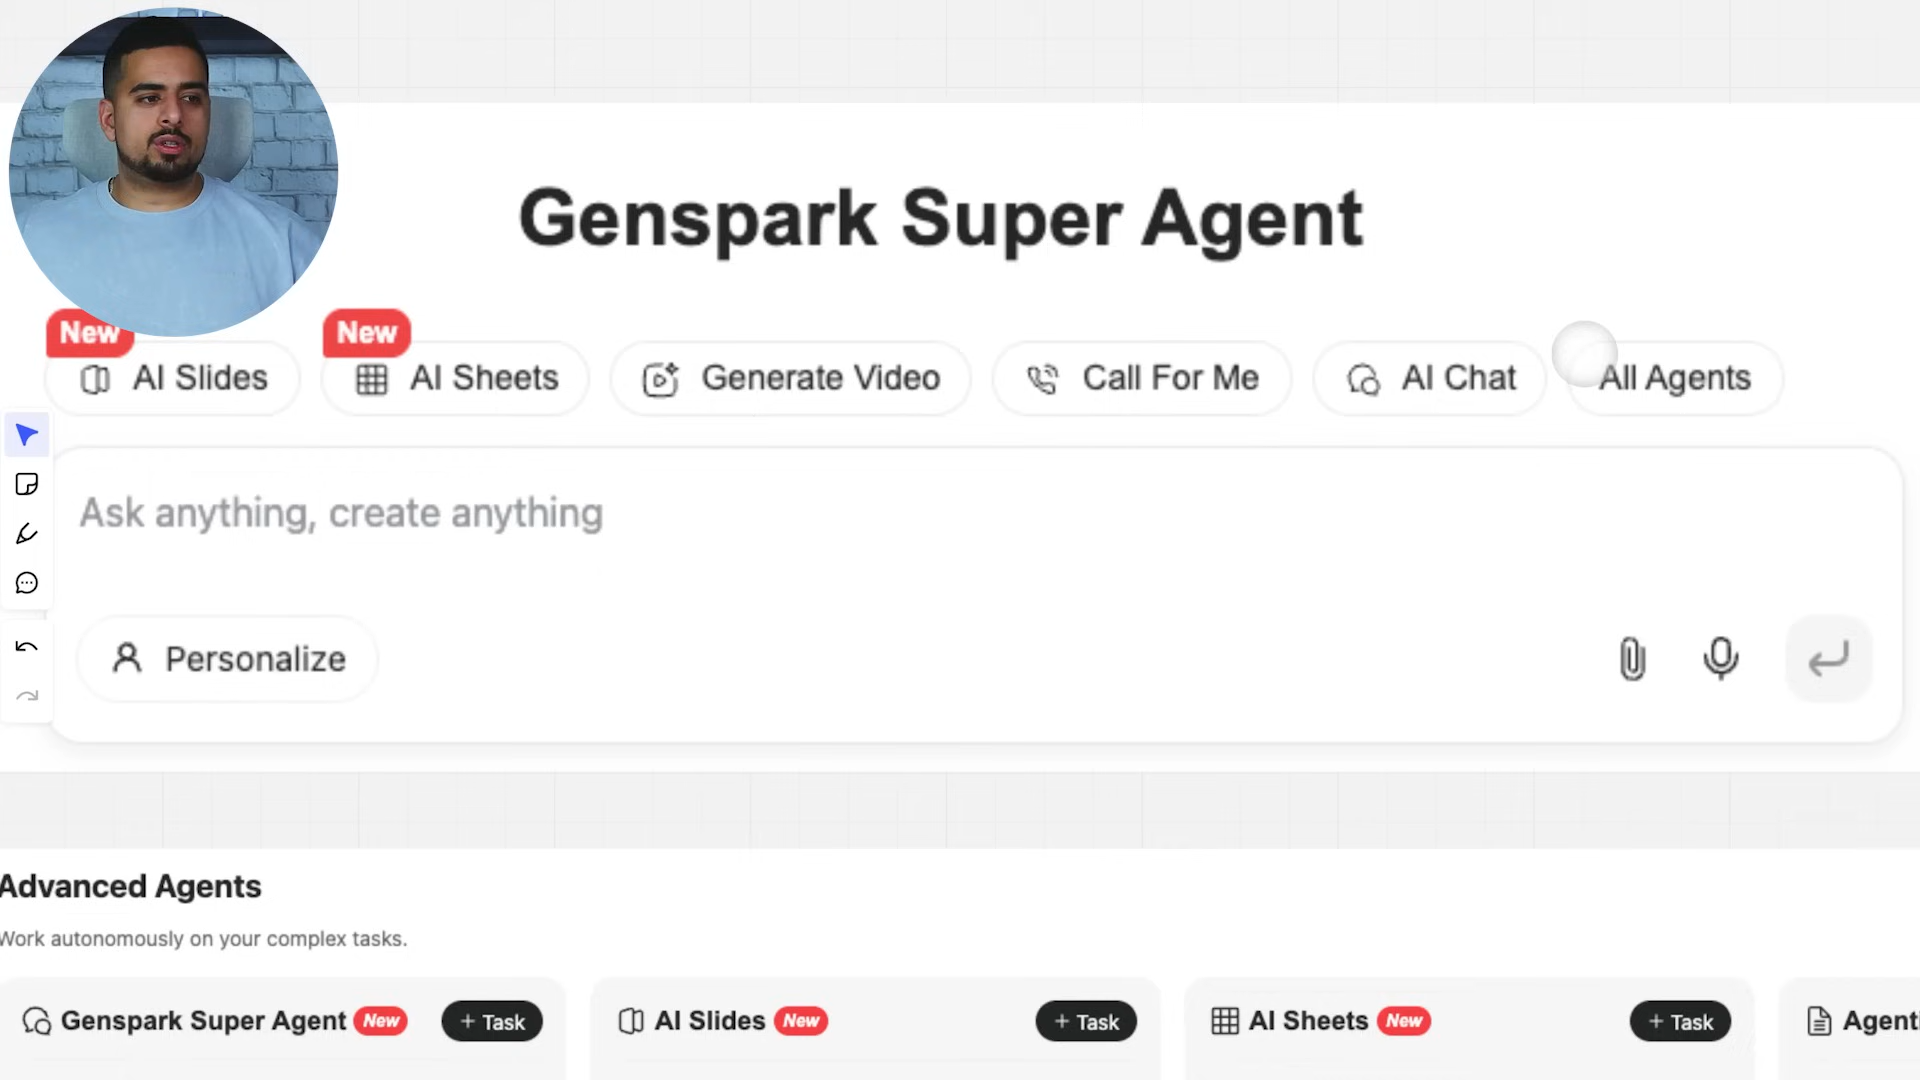 Genspark Super Agent
New
New
AI Slides
AI Sheets
Generate Video
Call For Me
AI Chat
All Agents
Ask anything, create anything
Personalize
Advanced Agents
Work autonomously on your complex tasks.
Genspark Super Agent New + Task
AI Slides New + Task
AI Sheets New + Task
Agenti